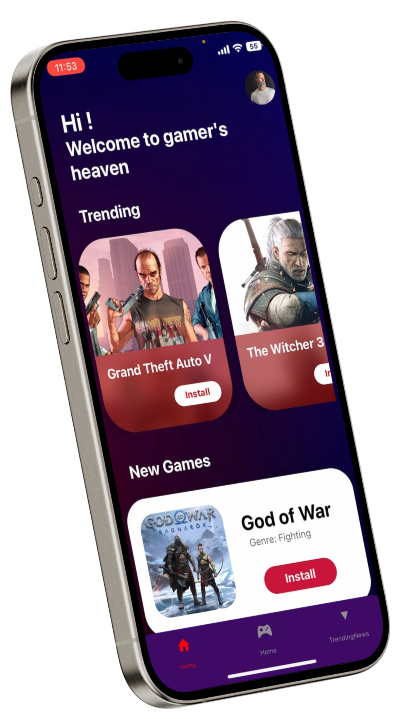 11:53
55
Hi !
Welcome to gamer's
heaven
Trending
Grand Theft Auto V
Install
The Witcher 3
In
New Games
GOD OF WAR
RAGNARÖK
God of War
Genre: Fighting
Install
Home
Home
TrendingNews